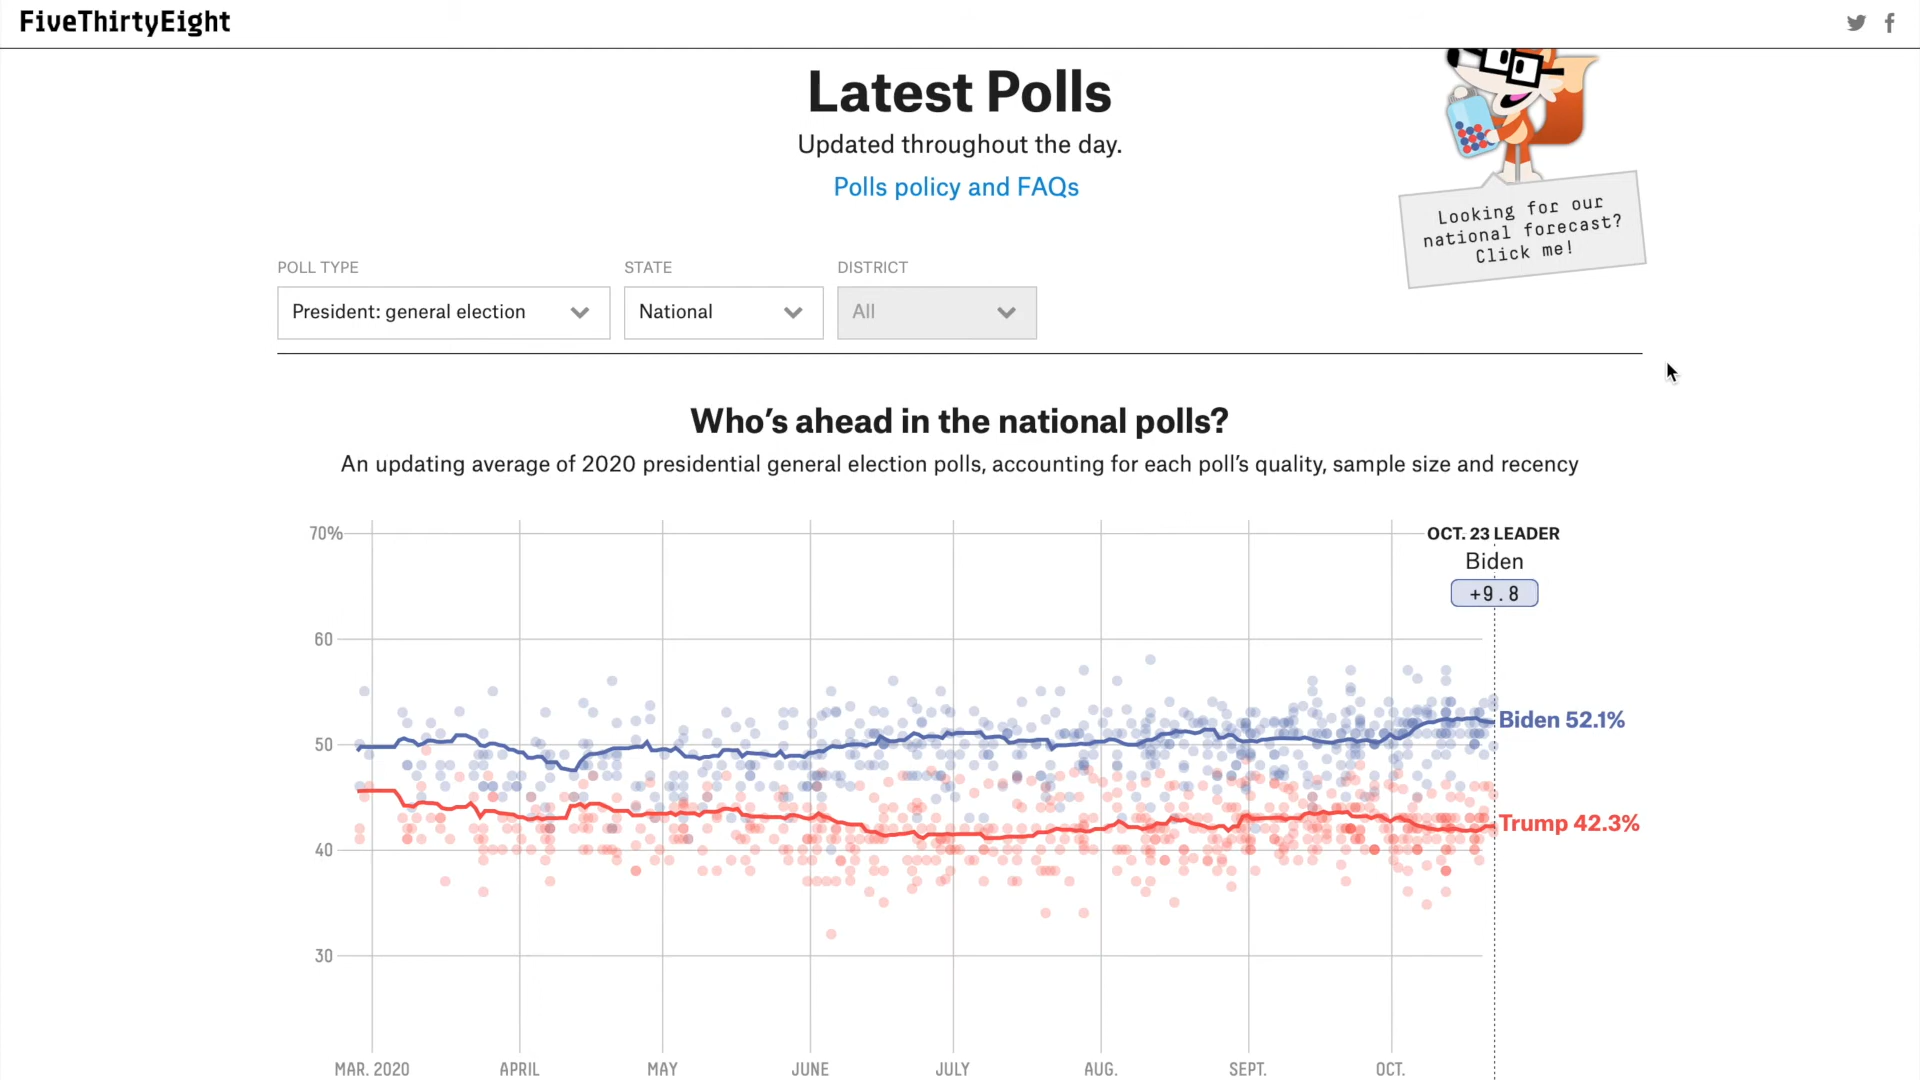 FiveThirtyEight
Latest Polls
Updated throughout the day.
Polls policy and FAQs
Looking for our
national forecast?
Click me!
POLL TYPE
STATE
DISTRICT
President: general election
National
All
Who's ahead in the national polls?
An updating average of 2020 presidential general election polls, accounting for each poll's quality, sample size and recency
70%
OCT. 23 LEADER
Biden
+9.8
60
Biden 52.1%
50
Trump 42.3%
40
30
MAR. 2020
APRIL
MAY
JUNE
JULY
AUG.
SEPT.
OCT.